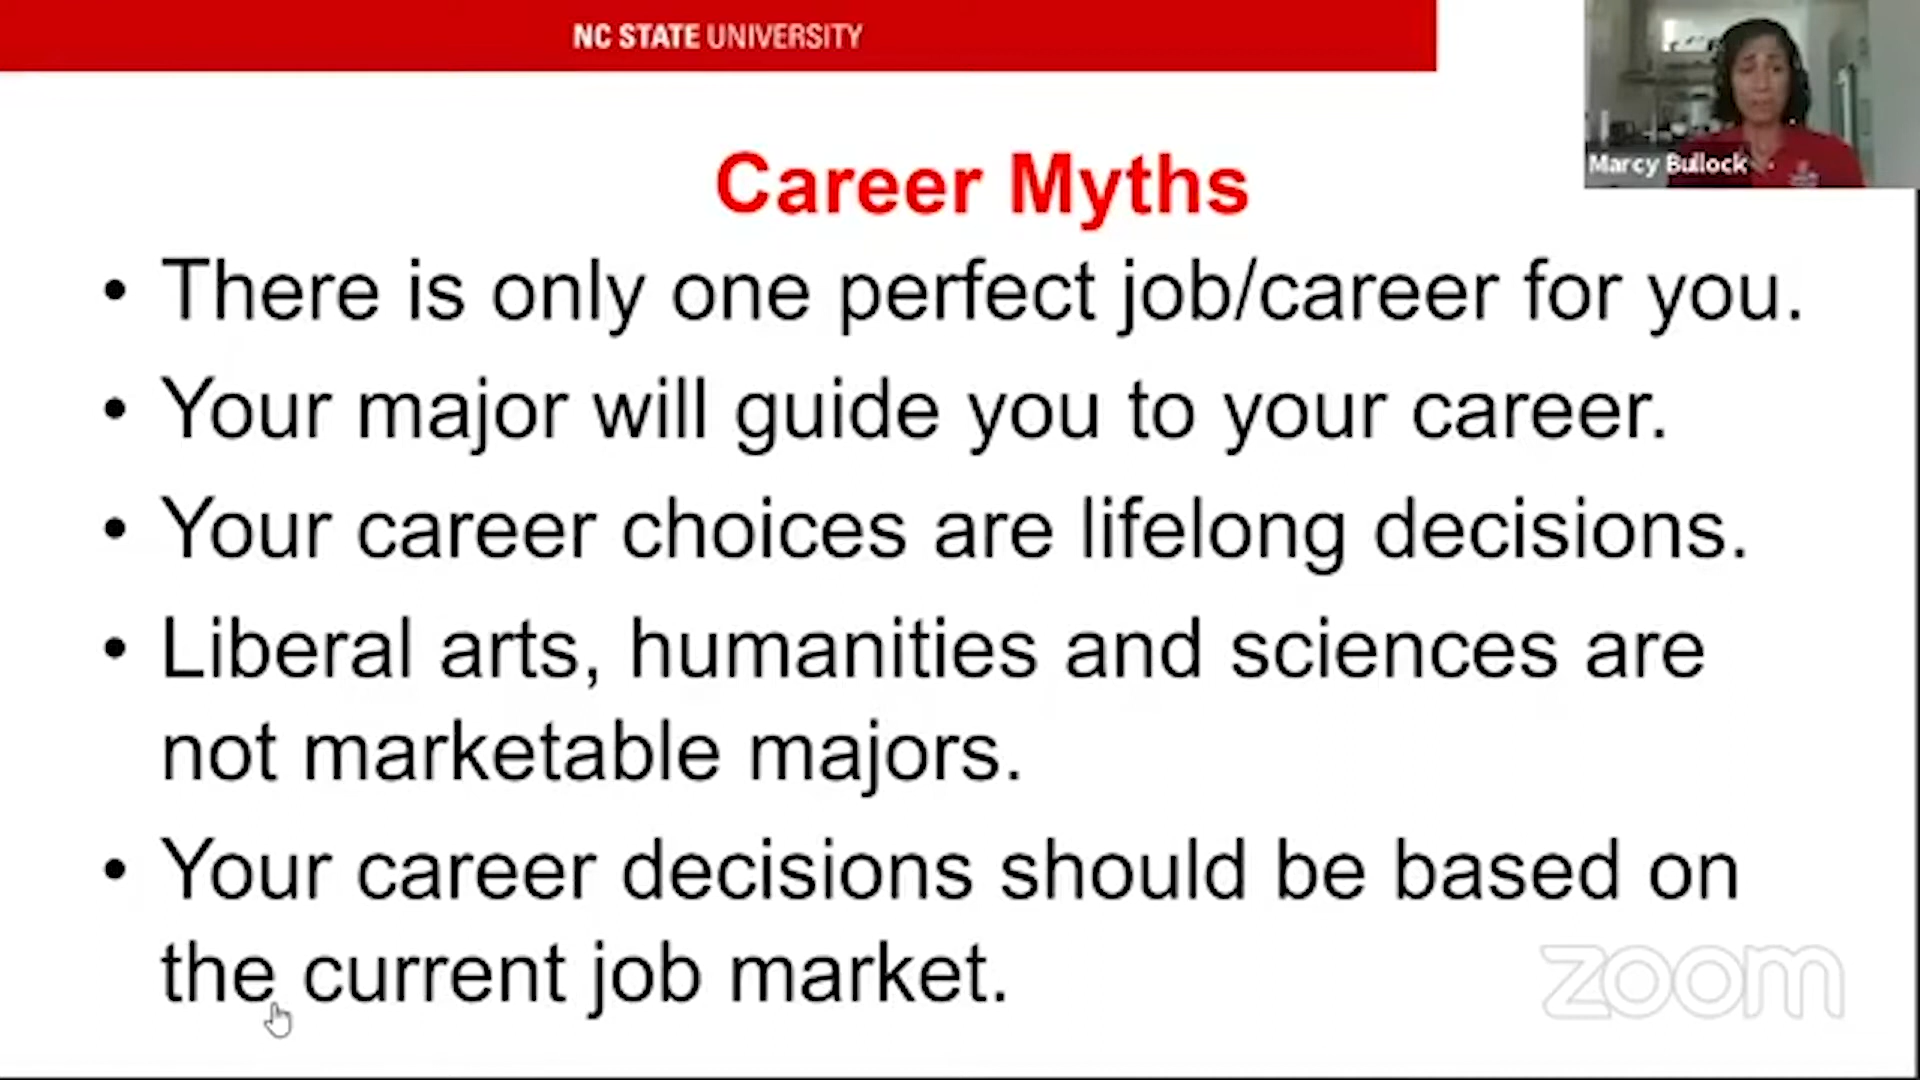 NC STATE UNIVERSITY
Marcy Bullock
Career Myths
• There is only one perfect job/career for you.
• Your major will guide you to your career.
• Your career choices are lifelong decisions.
• Liberal arts, humanities and sciences are
not marketable majors.
• Your career decisions should be based on
the current job market.
zoom